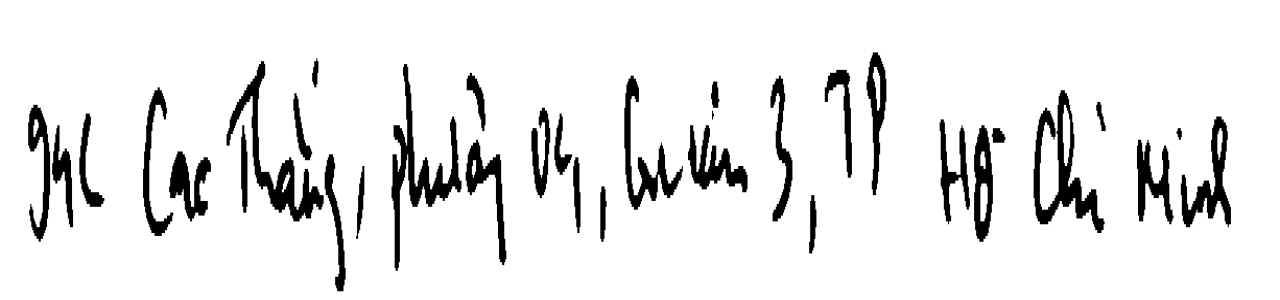 94C Cao Thắng, phường 04, Quận 3, TP Hồ Chí Minh